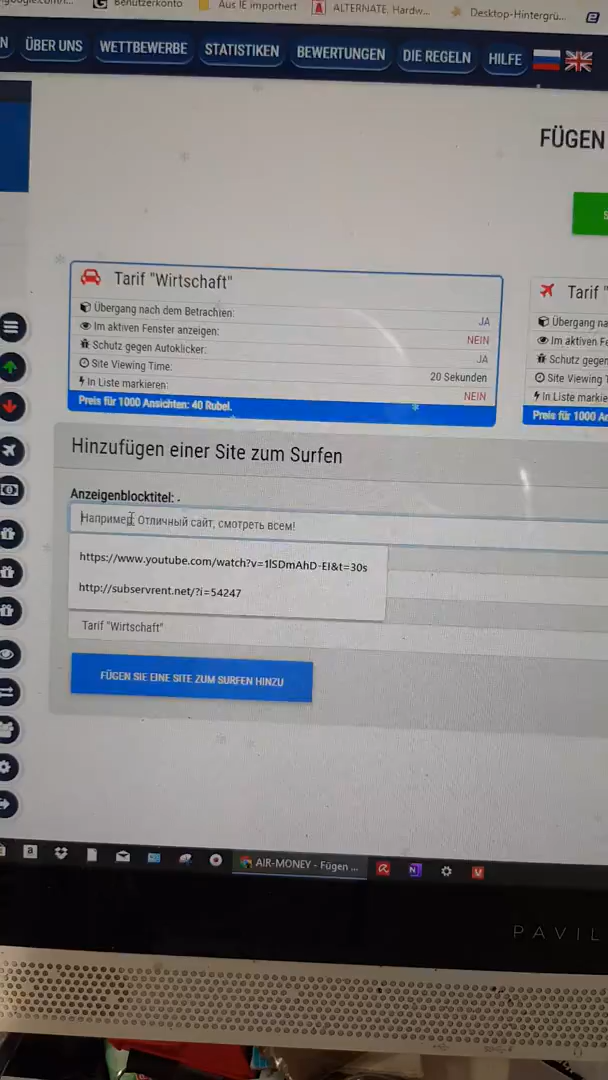 Benutzerkonto
Aus IE importiert
ALTERNATE. Hardw...
Desktop-Hintergrü...
N
ÜBER UNS
WETTBEWERBE
STATISTIKEN
BEWERTUNGEN
DIE REGELN
HILFE
FÜGEN
S
Tarif "Wirtschaft"
Übergang nach dem Betrachien:
JA
Im aktiven Fenster anzeigen:
NEIN
Schutz gegen Autoklicker:
JA
Site Viewing Time:
20 Sekunden
In Liste markieren:
NEIN
Preis für 1000 Ansichten: 40 Rubel.
Tarif "
Übergang na
Im aktiven Fe
Schutz gegen
Site Viewing T
In Liste markie
Preis für 1000 Ar
Hinzufügen einer Site zum Surfen
Anzeigenblocktitel: .
Например Отличный сайт, смотреть всем!
https://www.youtube.com/watch?v=1lSDmAhD-EI&t=30s
http://subservrent.net/?i=54247
Tarif "Wirtschaft"
FÜGEN SIE EINE SITE ZUM SURFEN HINZU
AIR-MONEY - Fügen ...
PAVIL